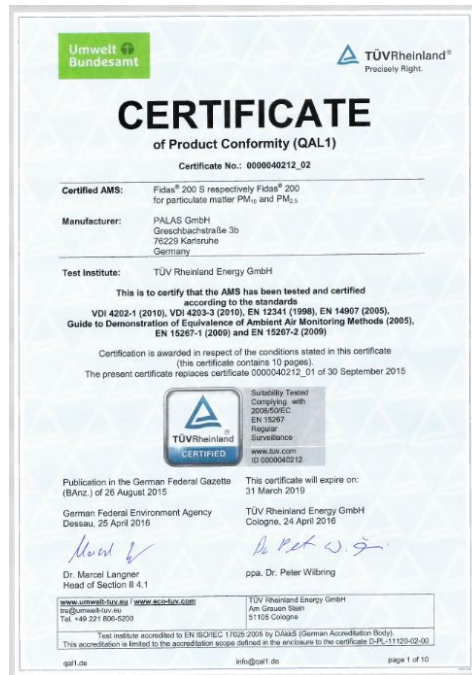 Umwelt
Bundesamt
TÜVRheinland®
Precisely Right.
CERTIFICATE
of Product Conformity (QAL1)
Certificate No.: 0000040212_02
Certified AMS: Fidas® 200 S respectively Fidas® 200
for particulate matter PM10 and PM2,5
Manufacturer: PALAS GmbH
Greschbachstraße 3b
76229 Karlsruhe
Germany
Test Institute: TÜV Rheinland Energy GmbH
This is to certify that the AMS has been tested and certified
according to the standards
VDI 4202-1 (2010), VDI 4203-3 (2010), EN 12341 (1998), EN 14907 (2005),
Guide to Demonstration of Equivalence of Ambient Air Monitoring Methods (2005),
EN 15267-1 (2009) and EN 15267-2 (2009)
Certification is awarded in respect of the conditions stated in this certificate
(this certificate contains 10 pages).
The present certificate replaces certificate 0000040212_01 of 30 September 2015
TÜVRheinland®
CERTIFIED
Suitability Tested
Complying with
2008/50/EC
EN 15267
Regular
Surveillance
www.tuv.com
ID 0000040212
Publication in the German Federal Gazette
(BAnz.) of 26 August 2015
This certificate will expire on:
31 March 2019
German Federal Environment Agency
Dessau, 25 April 2016
TÜV Rheinland Energy GmbH
Cologne, 24 April 2016
Dr. Marcel Langner
Head of Section II 4.1
ppa. Dr. Peter Wilbring
www.umwelt-tuv.eu / www.eco-tuv.com
tre@umwelt-tuv.eu
Tel. +49 221 806-5200
TÜV Rheinland Energy GmbH
Am Grauen Stein
51105 Cologne
Test institute accredited to EN ISO/IEC 17025:2005 by DAkkS (German Accreditation Body).
This accreditation is limited to the accreditation scope defined in the enclosure to the certificate D-PL-11120-02-00
qal1.de
info@qal1.de
page 1 of 10